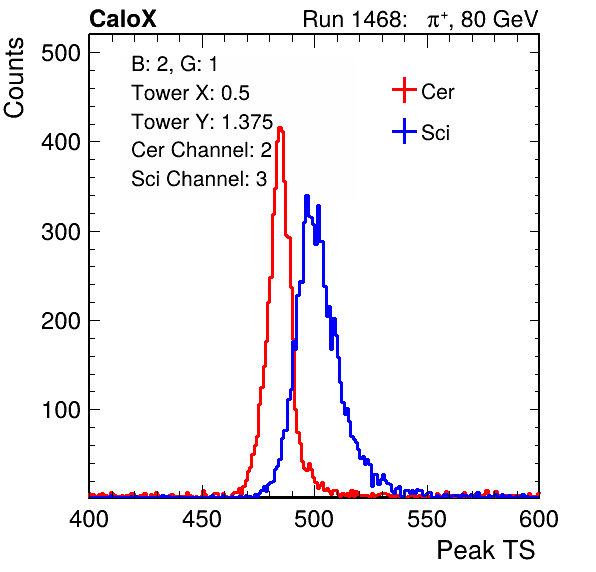 CaloX Run 1468: π+, 80 GeV
Counts
500
400
300
200
100
B: 2, G: 1
Tower X: 0.5
Tower Y: 1.375
Cer Channel: 2
Sci Channel: 3
Cer
Sci
400 450 500 550 600
Peak TS